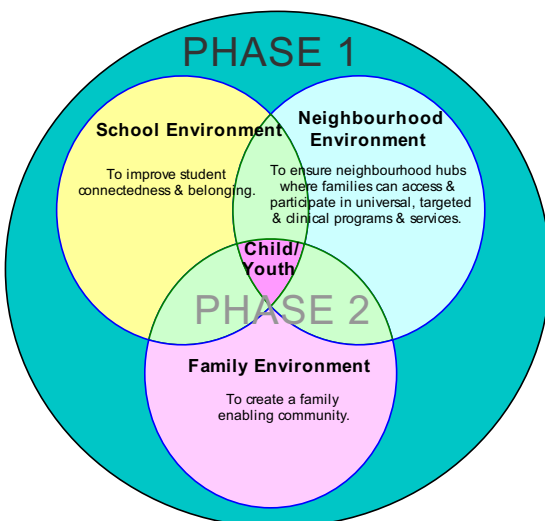 PHASE 1
School Environment
To improve student
connectedness & belonging.
Neighbourhood
Environment
To ensure neighbourhood hubs
where families can access &
participate in universal, targeted
& clinical programs & services.
Child/
Youth
PHASE 2
Family Environment
To create a family
enabling community.